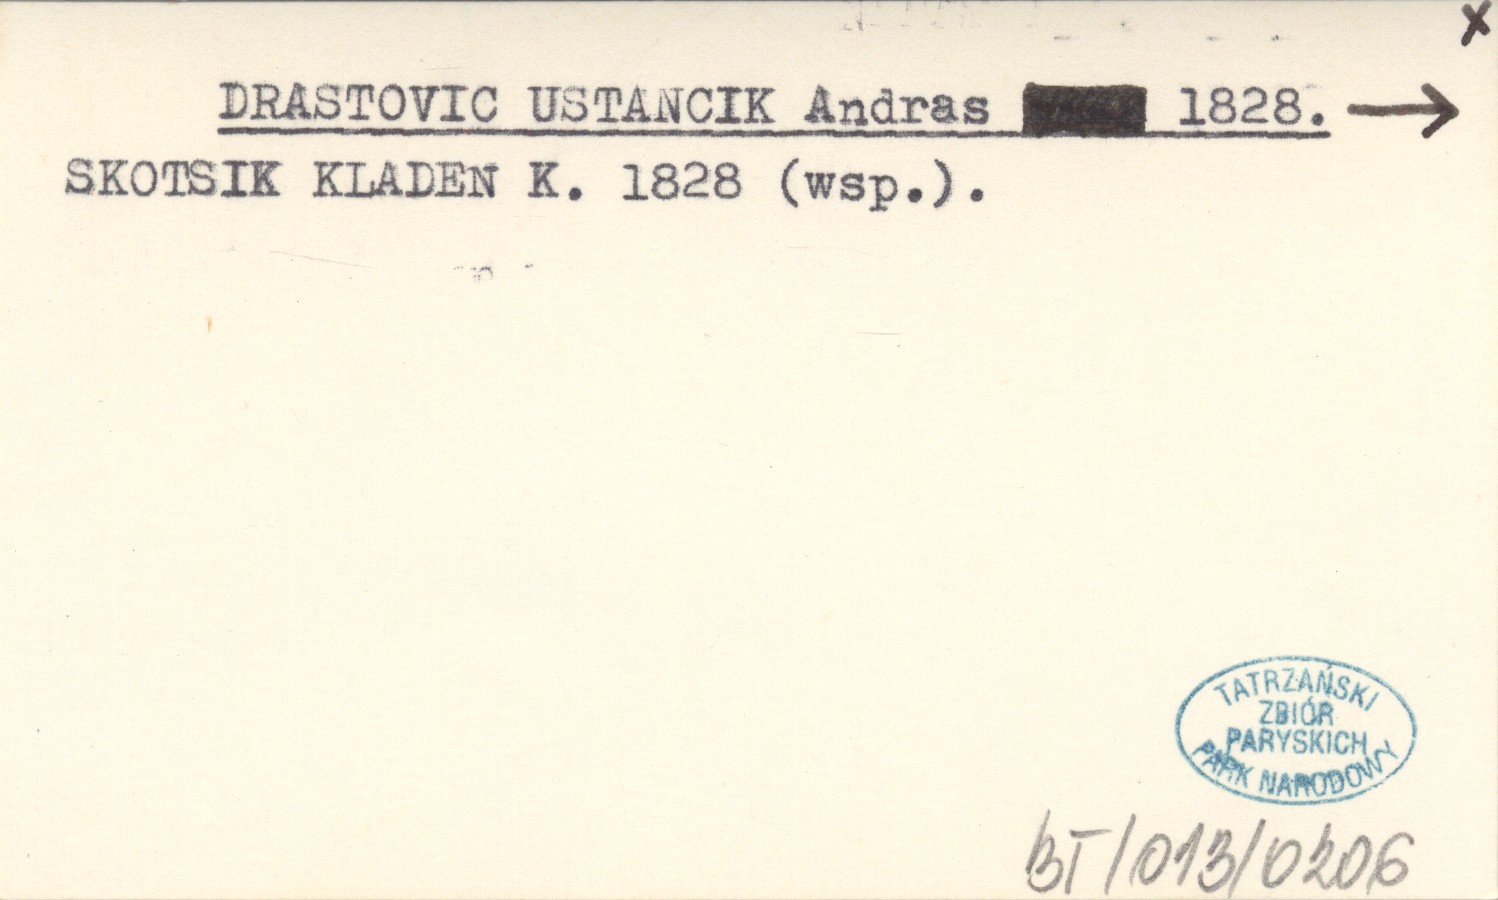 x
DRASTOVIC USTANCIK Andras 1828. →
SKOTSIK KLADEN K. 1828 (wsp.).
TATRZAŃSKI
ZBIÓR
PARYSKICH
PARK NARODOWY
BT/013/0206